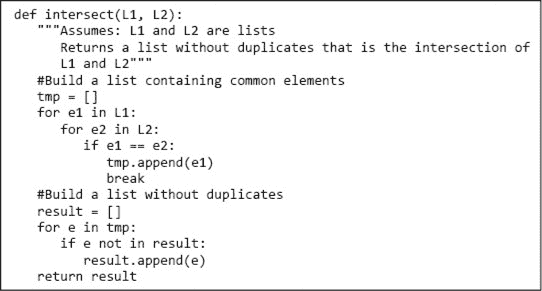 def intersect(L1, L2):
    """Assumes: L1 and L2 are lists
       Returns a list without duplicates that is the intersection of
       L1 and L2"""
    #Build a list containing common elements
    tmp = []
    for e1 in L1:
        for e2 in L2:
            if e1 == e2:
                tmp.append(e1)
                break
    #Build a list without duplicates
    result = []
    for e in tmp:
        if e not in result:
            result.append(e)
    return result